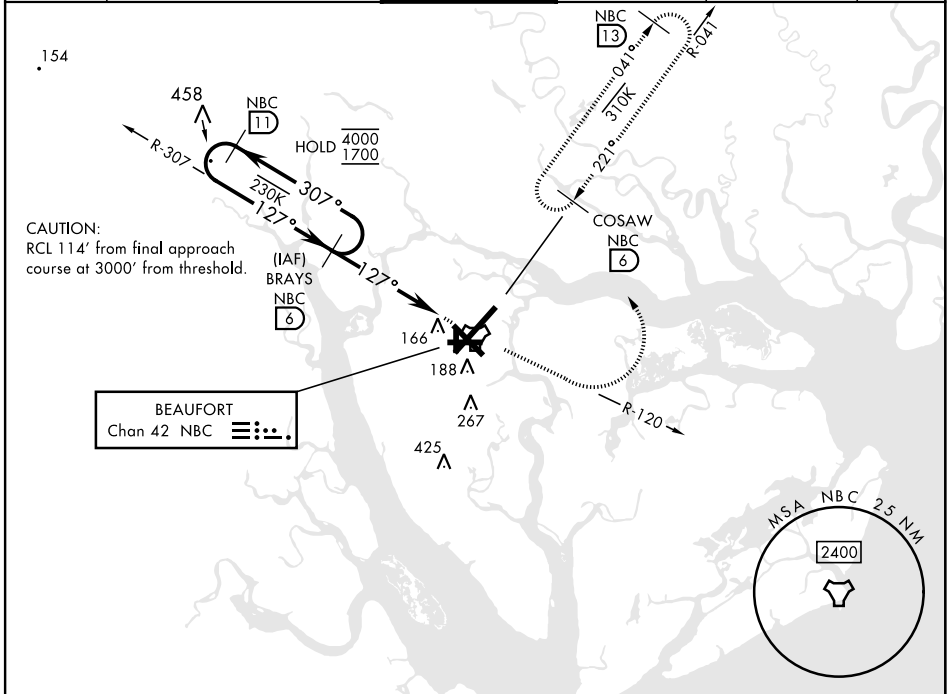 154
458
NBC
11
R-307
HOLD 4000
1700
230K
307°
127°
NBC
13
R-041
041°
310K
221°
COSAW
NBC
6
CAUTION:
RCL 114' from final approach
course at 3000' from threshold.
(IAF)
BRAYS
NBC
6
127°
166
188
267
425
R-120
BEAUFORT
Chan 42 NBC
MSA NBC 25 NM
2400